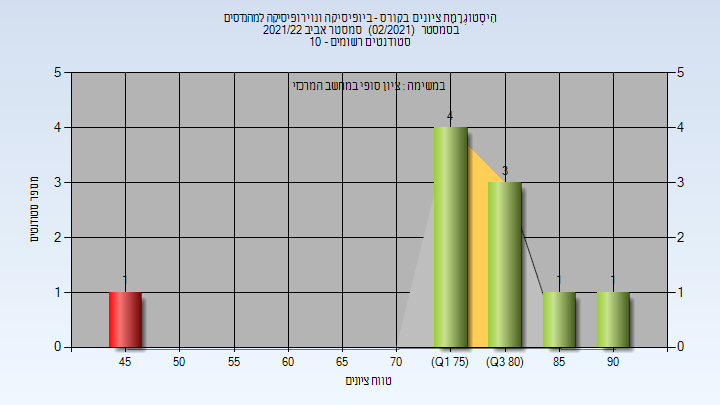 הִיסְטוֹגְרַמַת ציונים בקורס - ביופיסיקה ונוירופיסיקה למהנדסים
בסמסטר (02/2021) סמסטר אביב 2021/22
סטודנטים רשומים - 10
במשימה : ציון סופי במחשב המרכזי
5 5
4 4
3 3
2 2
1 1
0 0
4
3
1 1 1
מספר סטודנטים
45 50 55 60 65 70 (Q1 75) (Q3 80) 85 90
טווח ציונים